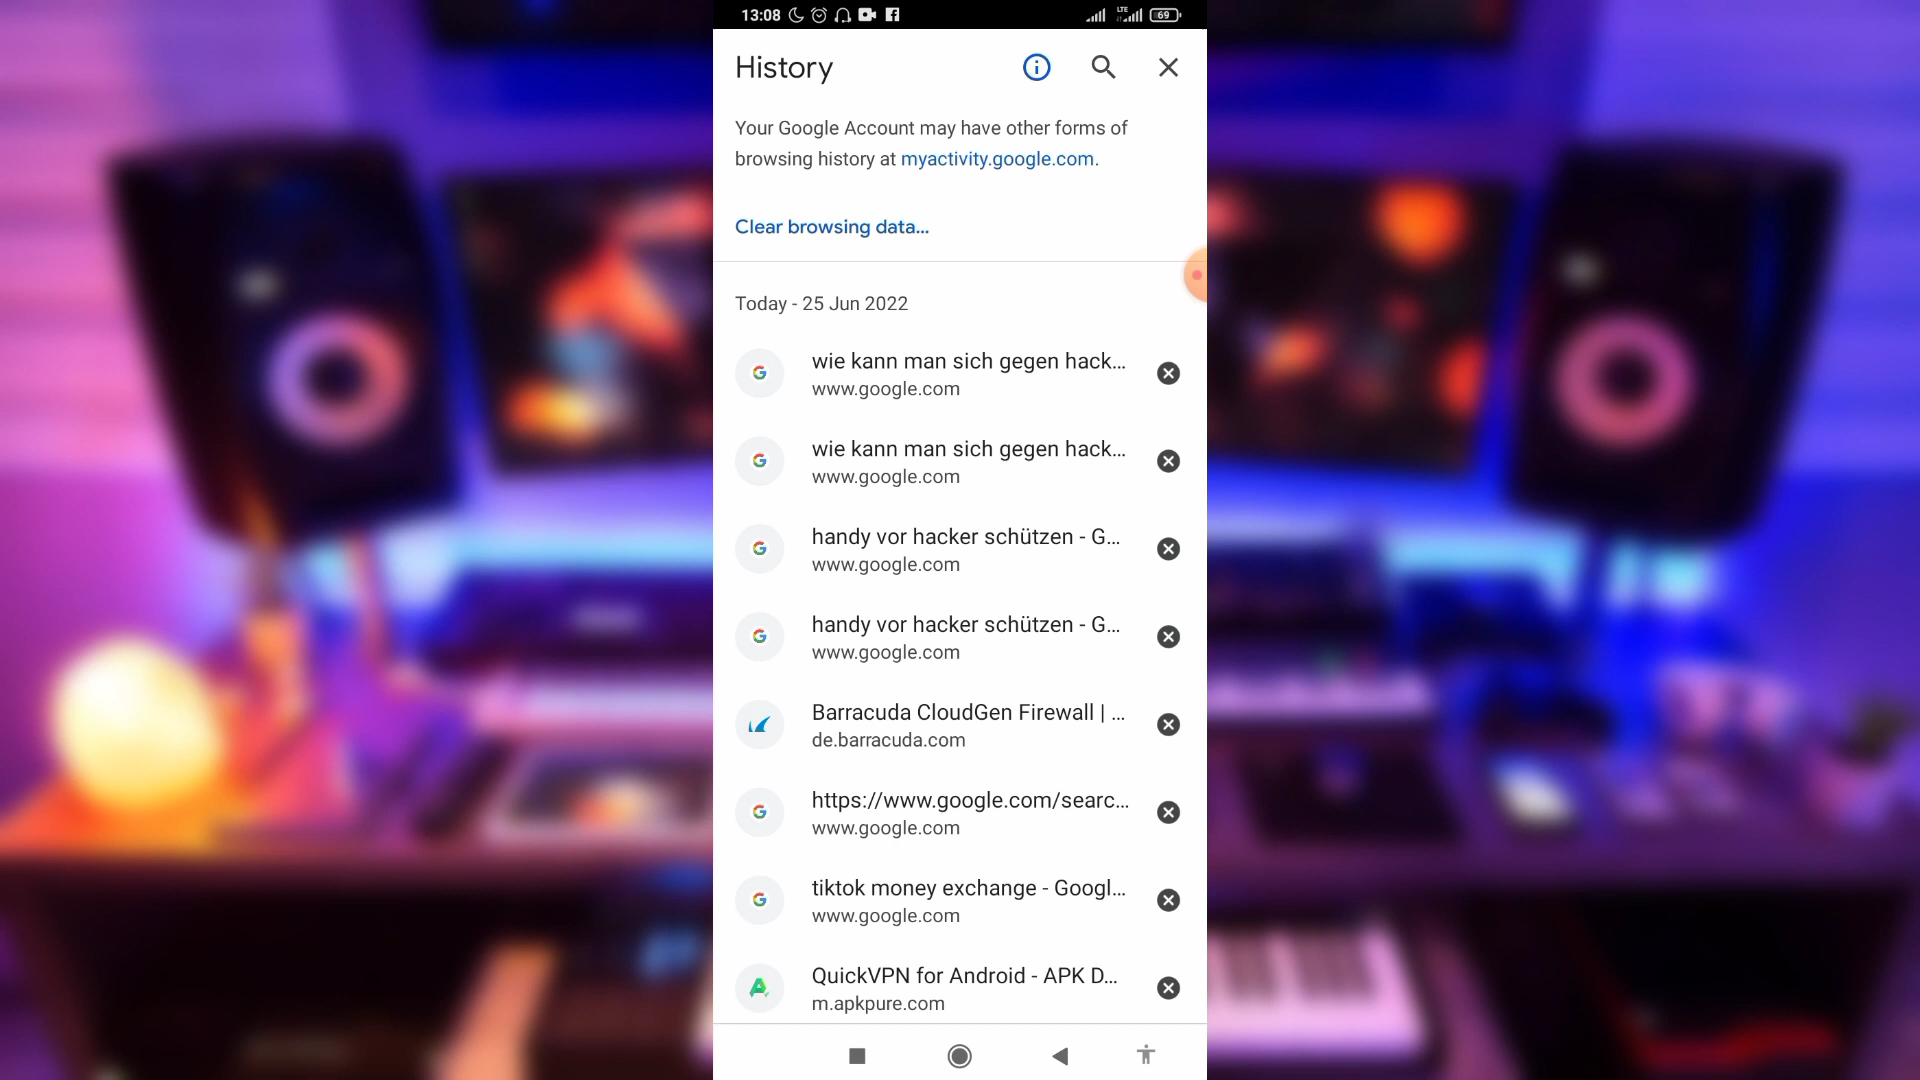 13:08
LTE
69
History
Your Google Account may have other forms of
browsing history at myactivity.google.com.
Clear browsing data...
Today - 25 Jun 2022
wie kann man sich gegen hack...
www.google.com
wie kann man sich gegen hack...
www.google.com
handy vor hacker schützen - G...
www.google.com
handy vor hacker schützen - G...
www.google.com
Barracuda CloudGen Firewall | ...
de.barracuda.com
https://www.google.com/searc...
www.google.com
tiktok money exchange - Googl...
www.google.com
QuickVPN for Android - APK D...
m.apkpure.com